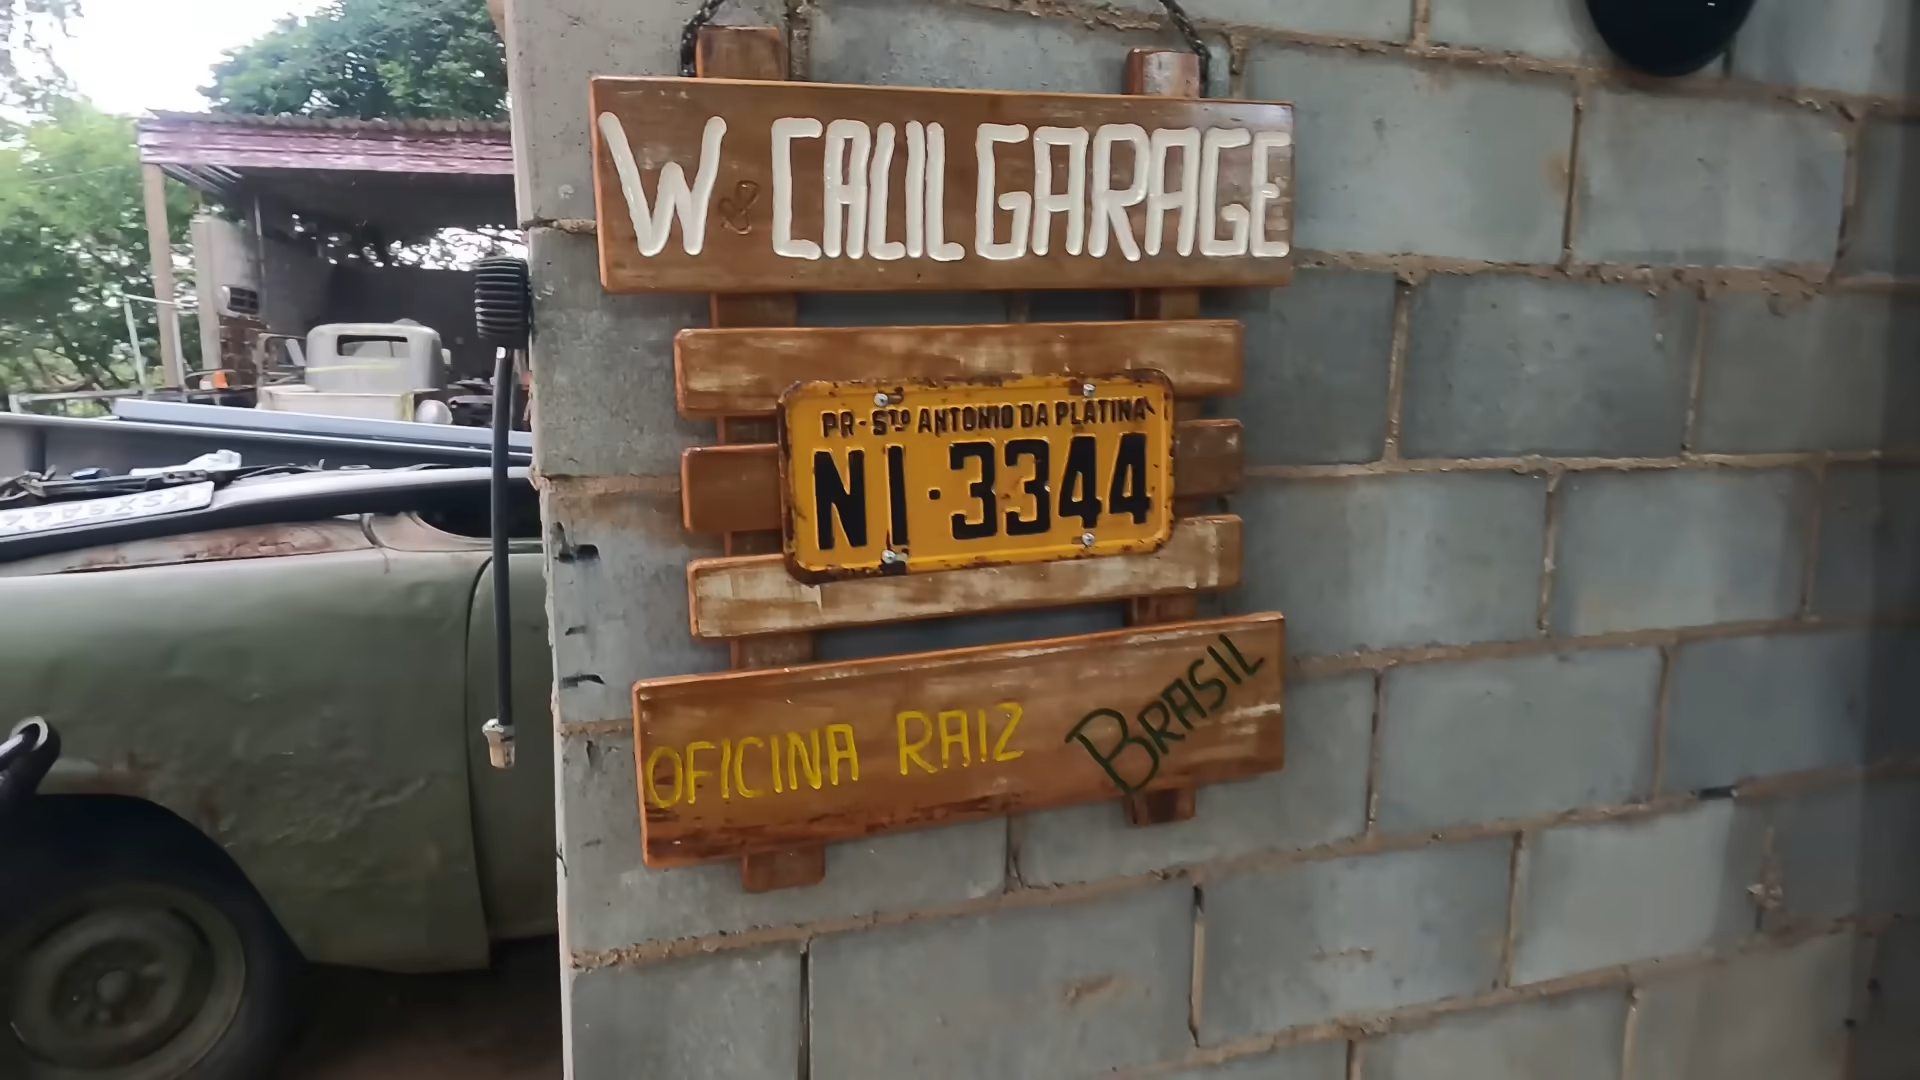 W & CALIL GARAGE
PR-STO ANTONIO DA PLATINA
NI·3344
OFICINA RAIZ BRASIL